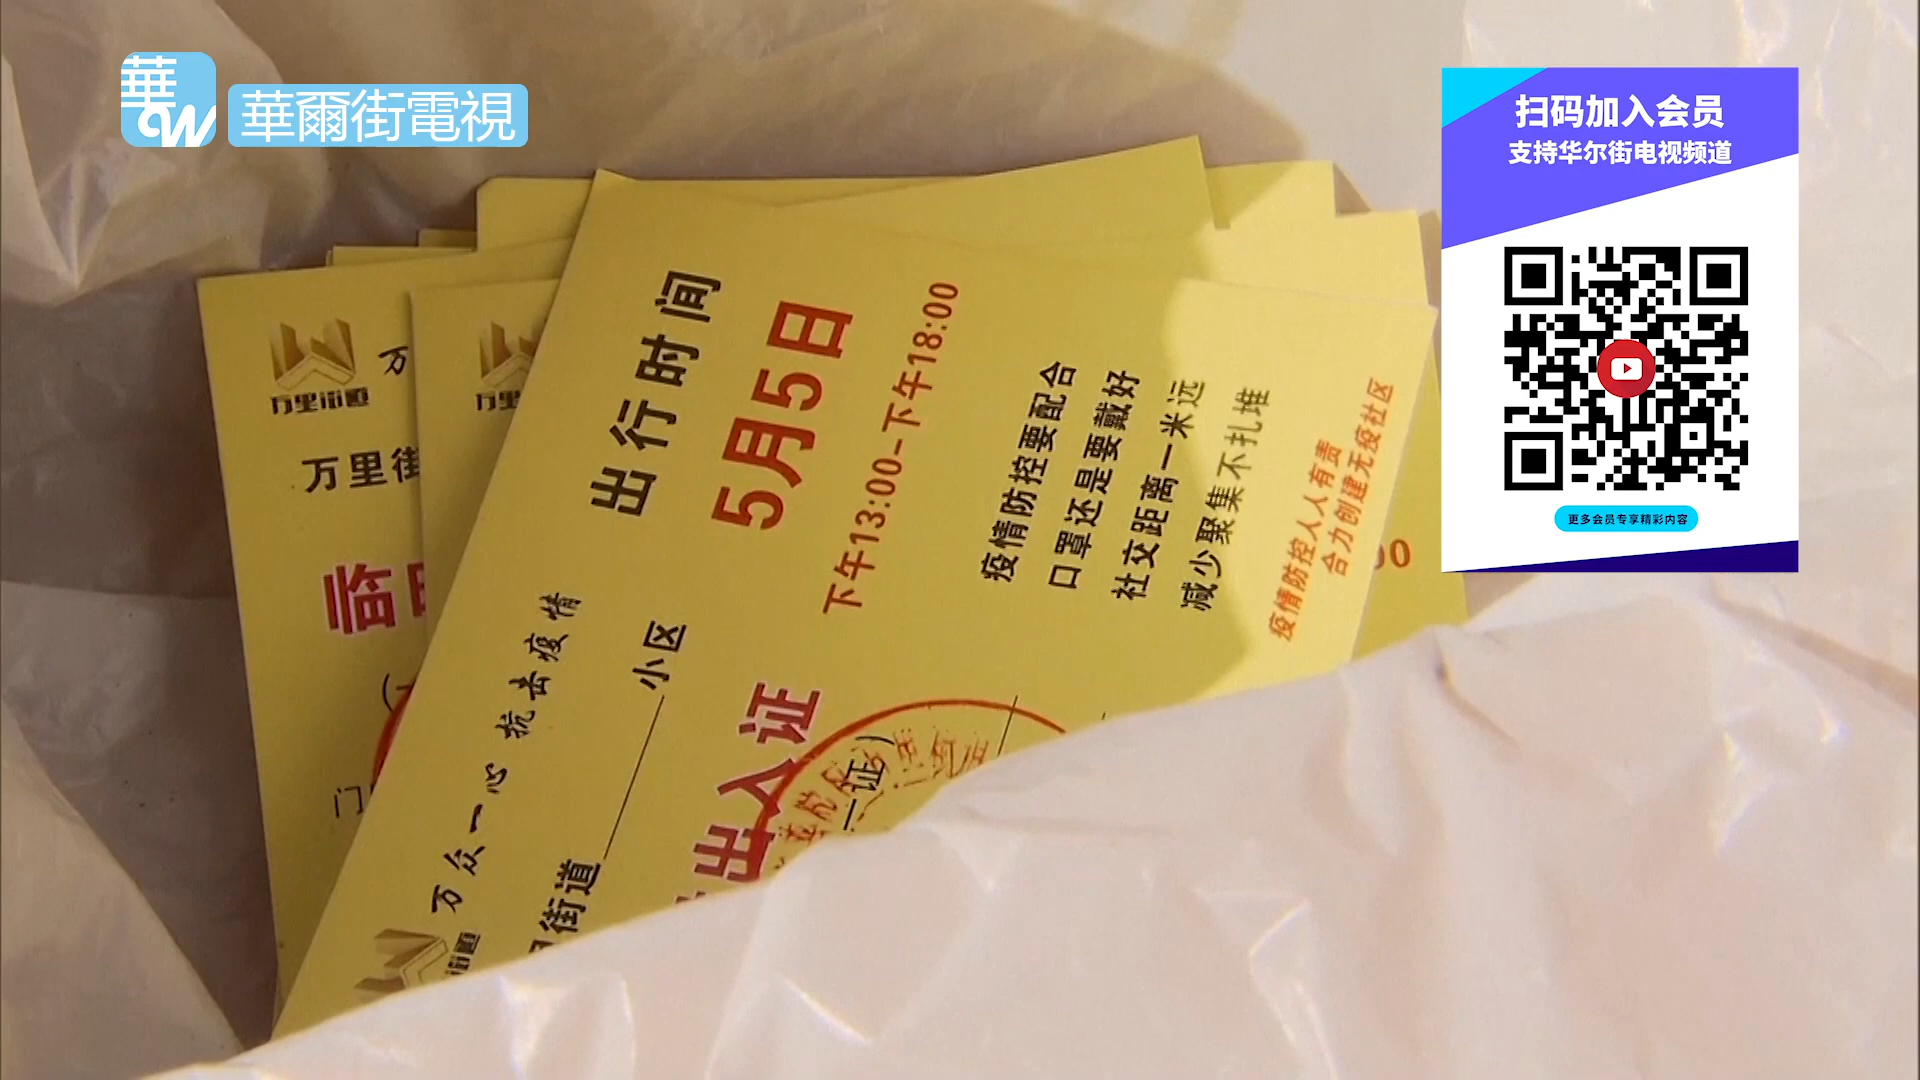 華
華爾街電視
扫码加入会员
支持华尔街电视频道
更多会员专享精彩内容
万里街道
万里街
出行时间
5月5日
下午13:00-下午18:00
疫情防控要配合
口罩还是要戴好
社交距离一米远
减少聚集不扎堆
疫情防控人人有责
合力创建无疫社区
万众一心 抗击疫情
街道 小区
出入证
一证)